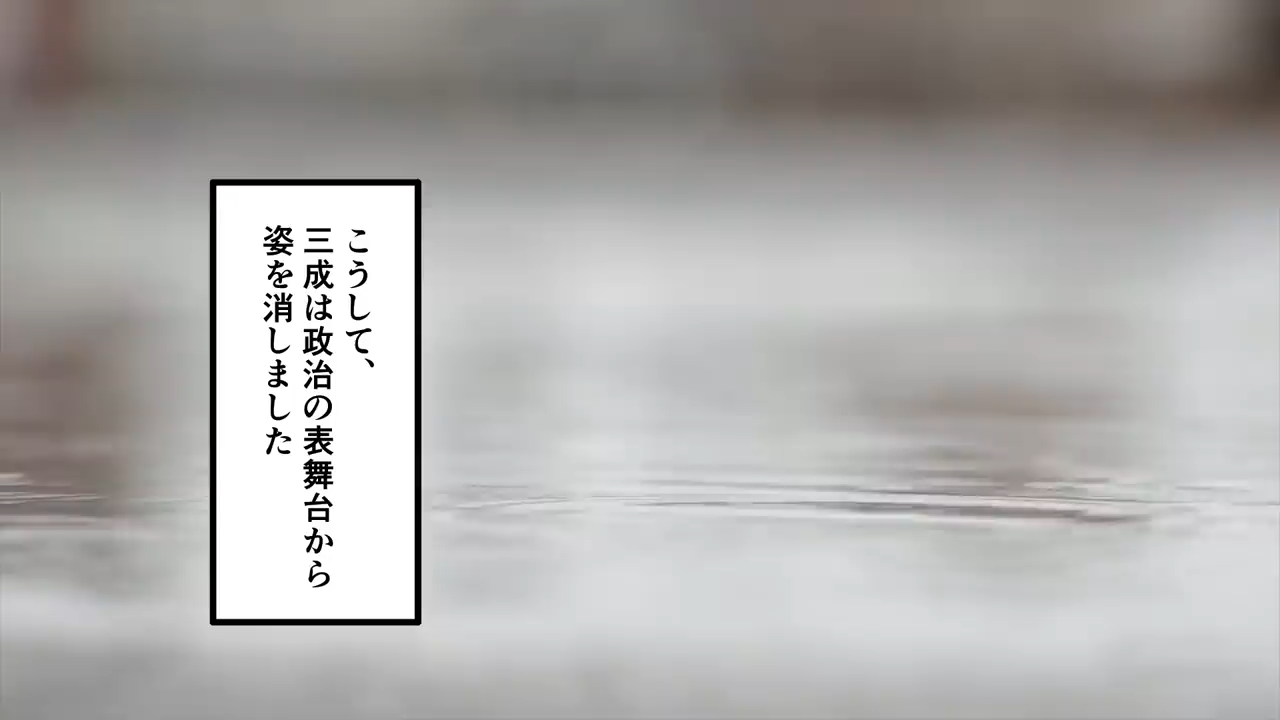 こうして、
三成は政治の表舞台から
姿を消しました